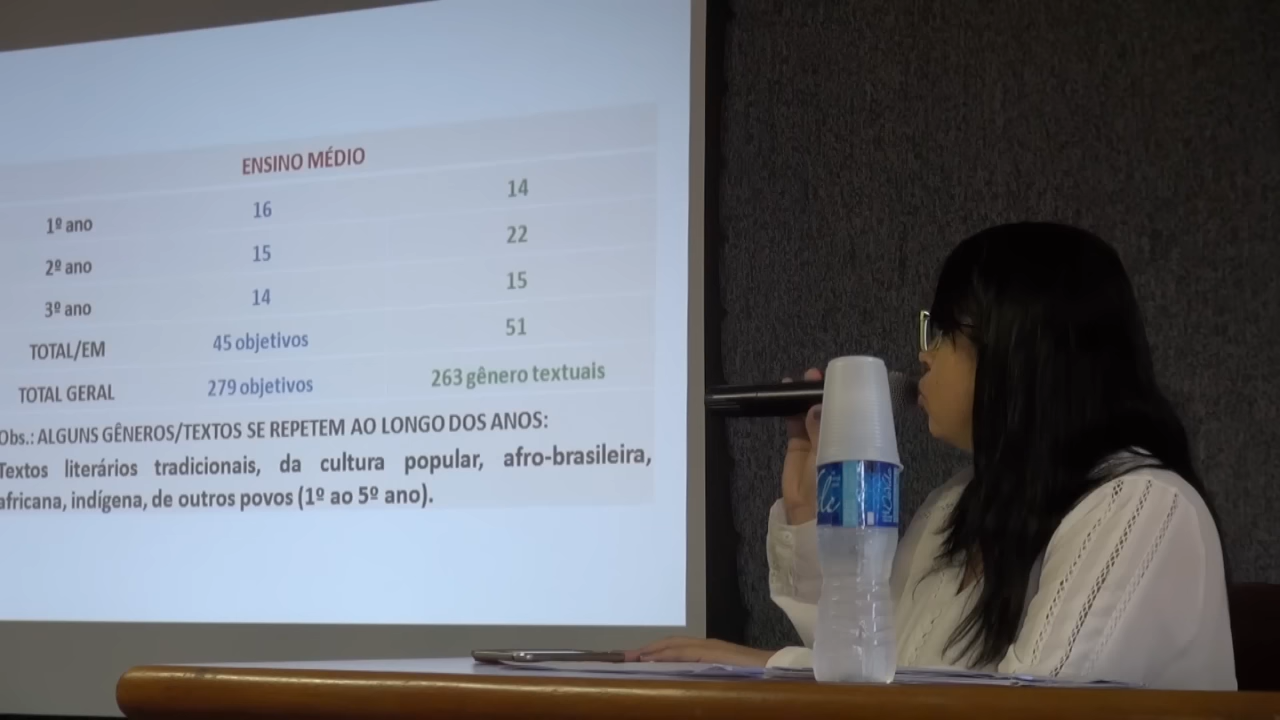 ENSINO MÉDIO
1º ano 16 14
2º ano 15 22
3º ano 14 15
TOTAL/EM 45 objetivos 51
TOTAL GERAL 279 objetivos 263 gênero textuais
Obs.: ALGUNS GÊNEROS/TEXTOS SE REPETEM AO LONGO DOS ANOS:
Textos literários tradicionais, da cultura popular, afro-brasileira,
africana, indígena, de outros povos (1º ao 5º ano).